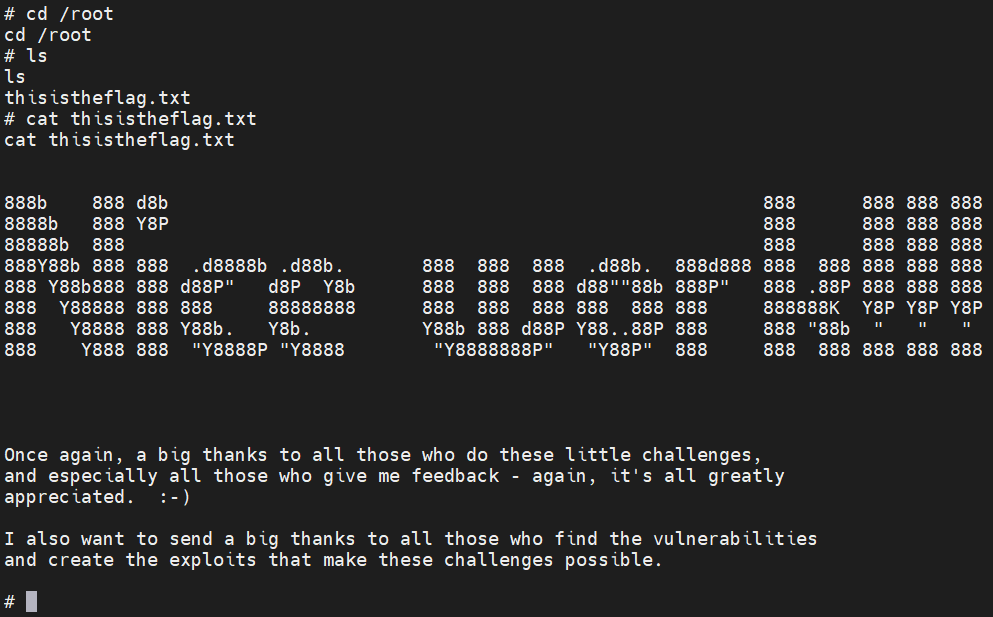 # cd /root
cd /root
# ls
ls
thisistheflag.txt
# cat thisistheflag.txt
cat thisistheflag.txt
888b    888 d8b                                                      888      888 888 888
8888b   888 Y8P                                                      888      888 888 888
88888b  888                                                          888      888 888 888
888Y88b 888 888  .d8888b .d88b.       888  888  888  .d88b.  888d888 888  888 888 888 888
888 Y88b888 888 d88P"   d8P  Y8b      888  888  888 d88""88b 888P"   888 .88P 888 888 888
888  Y88888 888 888     88888888      888  888  888 888  888 888     888888K  Y8P Y8P Y8P
888   Y8888 888 Y88b.   Y8b.          Y88b 888 d88P Y88..88P 888     888 "88b  "   "   "
888    Y888 888  "Y8888P "Y8888        "Y8888888P"   "Y88P"  888     888  888 888 888 888
Once again, a big thanks to all those who do these little challenges,
and especially all those who give me feedback - again, it's all greatly
appreciated.  :-)
I also want to send a big thanks to all those who find the vulnerabilities
and create the exploits that make these challenges possible.
#